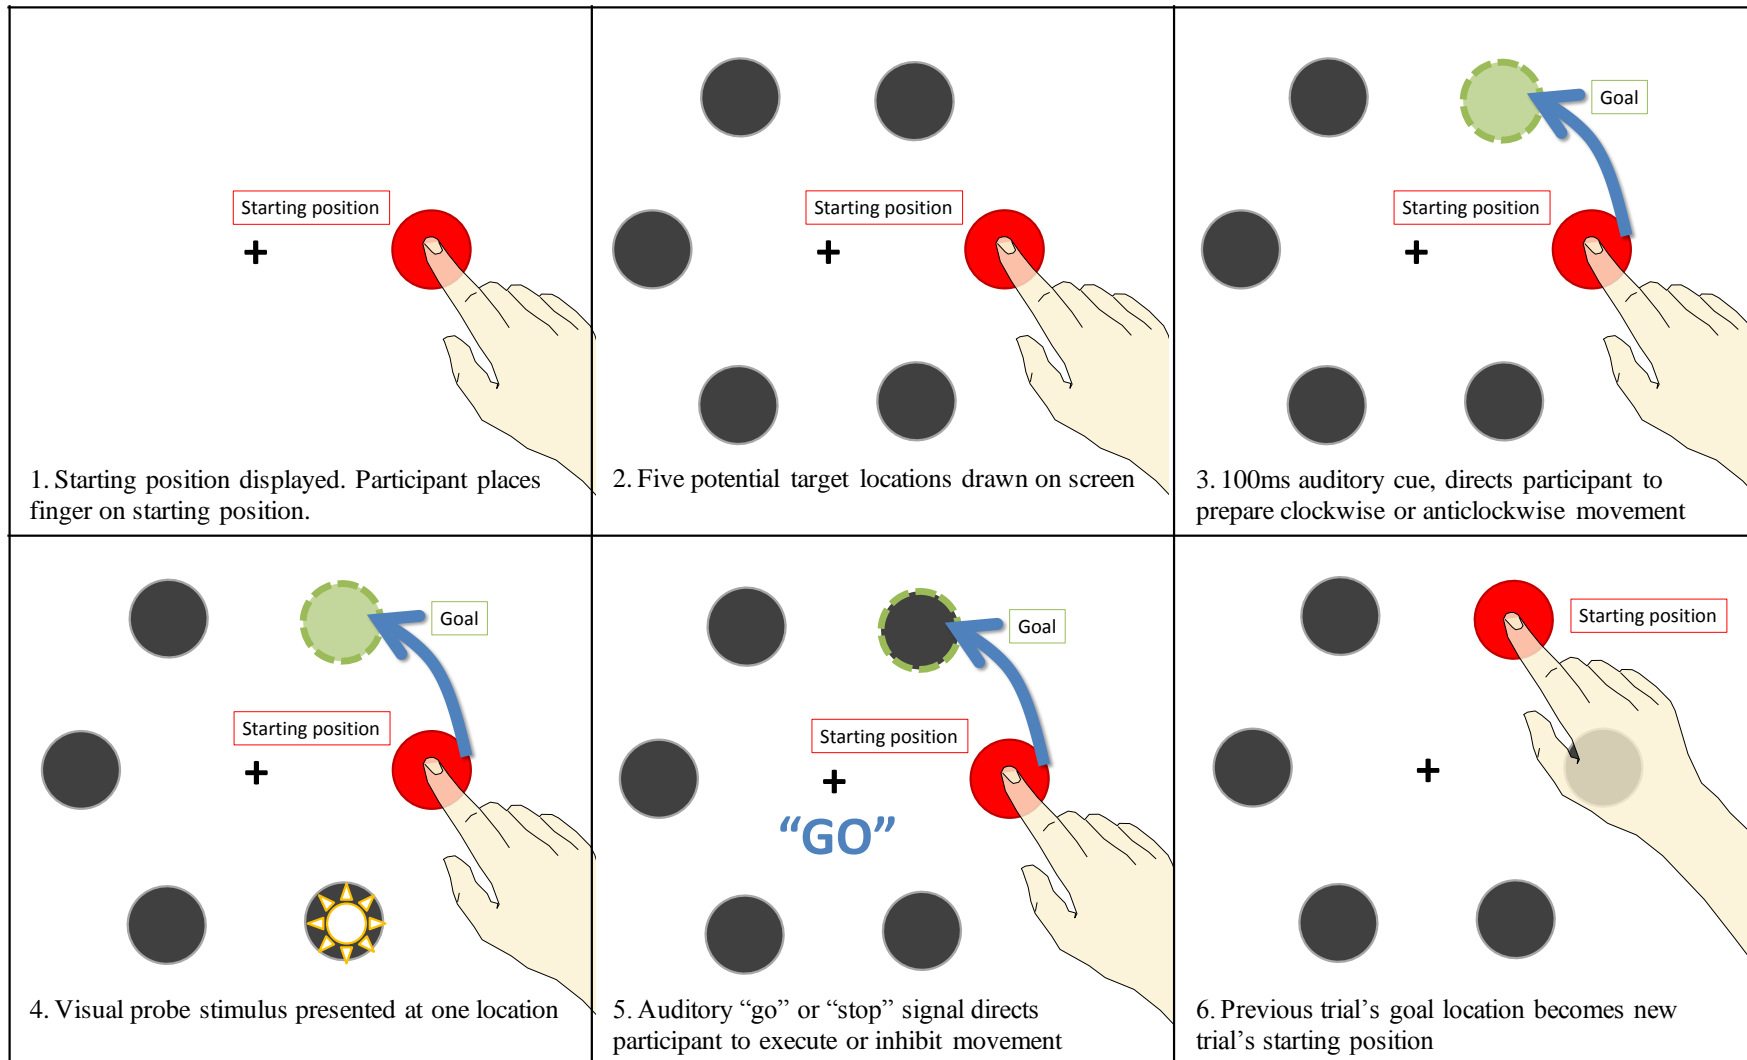 Starting position
+
1. Starting position displayed. Participant places
finger on starting position.
Starting position
+
2. Five potential target locations drawn on screen
Goal
Starting position
+
3. 100ms auditory cue, directs participant to
prepare clockwise or anticlockwise movement
Goal
Starting position
+
4. Visual probe stimulus presented at one location
Goal
Starting position
+
“GO”
5. Auditory “go” or “stop” signal directs
participant to execute or inhibit movement
Starting position
+
6. Previous trial’s goal location becomes new
trial’s starting position